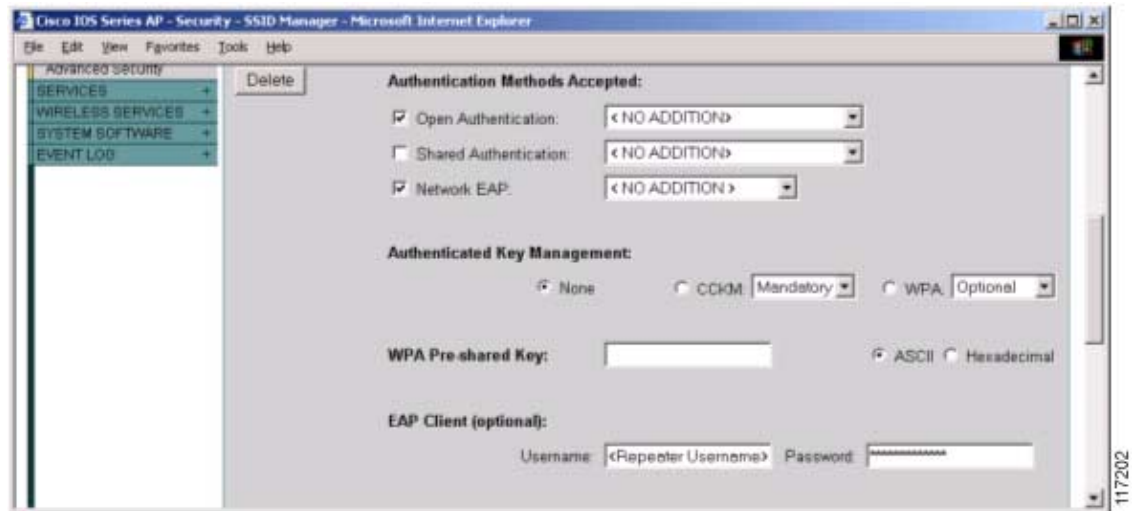 Cisco IOS Series AP - Security - SSID Manager - Microsoft Internet Explorer
File Edit View Favorites Tools Help
Advanced Security
SERVICES +
WIRELESS SERVICES +
SYSTEM SOFTWARE +
EVENT LOG +
Delete
Authentication Methods Accepted:
Open Authentication: < NO ADDITION>
Shared Authentication: < NO ADDITION>
Network EAP: < NO ADDITION >
Authenticated Key Management:
None CCKM: Mandatory WPA: Optional
WPA Pre-shared Key: ASCII Hexadecimal
EAP Client (optional):
Username: <Repeater Username> Password: *************
117202